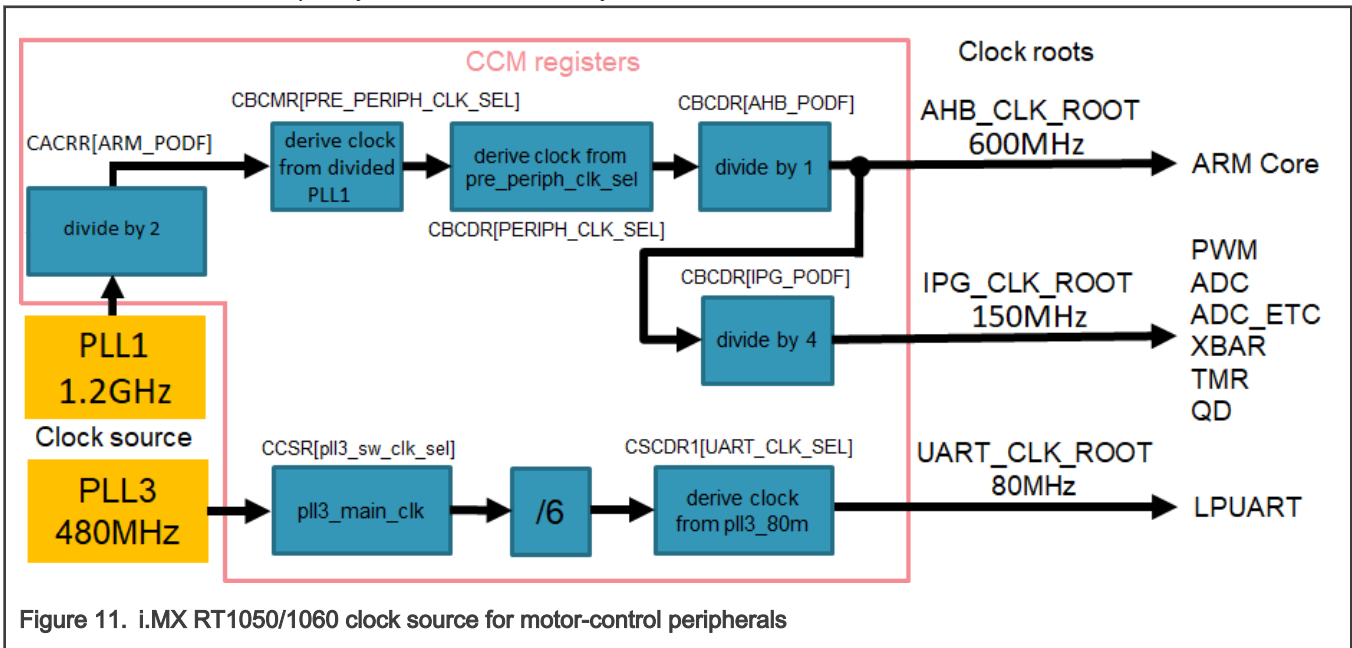 CCM registers
Clock roots
CBCMR[PRE_PERIPH_CLK_SEL]
CBCDR[AHB_PODF]
AHB_CLK_ROOT
600MHz
CACRR[ARM_PODF]
derive clock
from divided
PLL1
derive clock from
pre_periph_clk_sel
divide by 1
ARM Core
divide by 2
CBCDR[PERIPH_CLK_SEL]
CBCDR[IPG_PODF]
IPG_CLK_ROOT
150MHz
PWM
ADC
ADC_ETC
XBAR
TMR
QD
divide by 4
PLL1
1.2GHz
Clock source
CCSR[pll3_sw_clk_sel]
CSCDR1[UART_CLK_SEL]
UART_CLK_ROOT
80MHz
PLL3
480MHz
pll3_main_clk
/6
derive clock
from pll3_80m
LPUART
Figure 11. i.MX RT1050/1060 clock source for motor-control peripherals